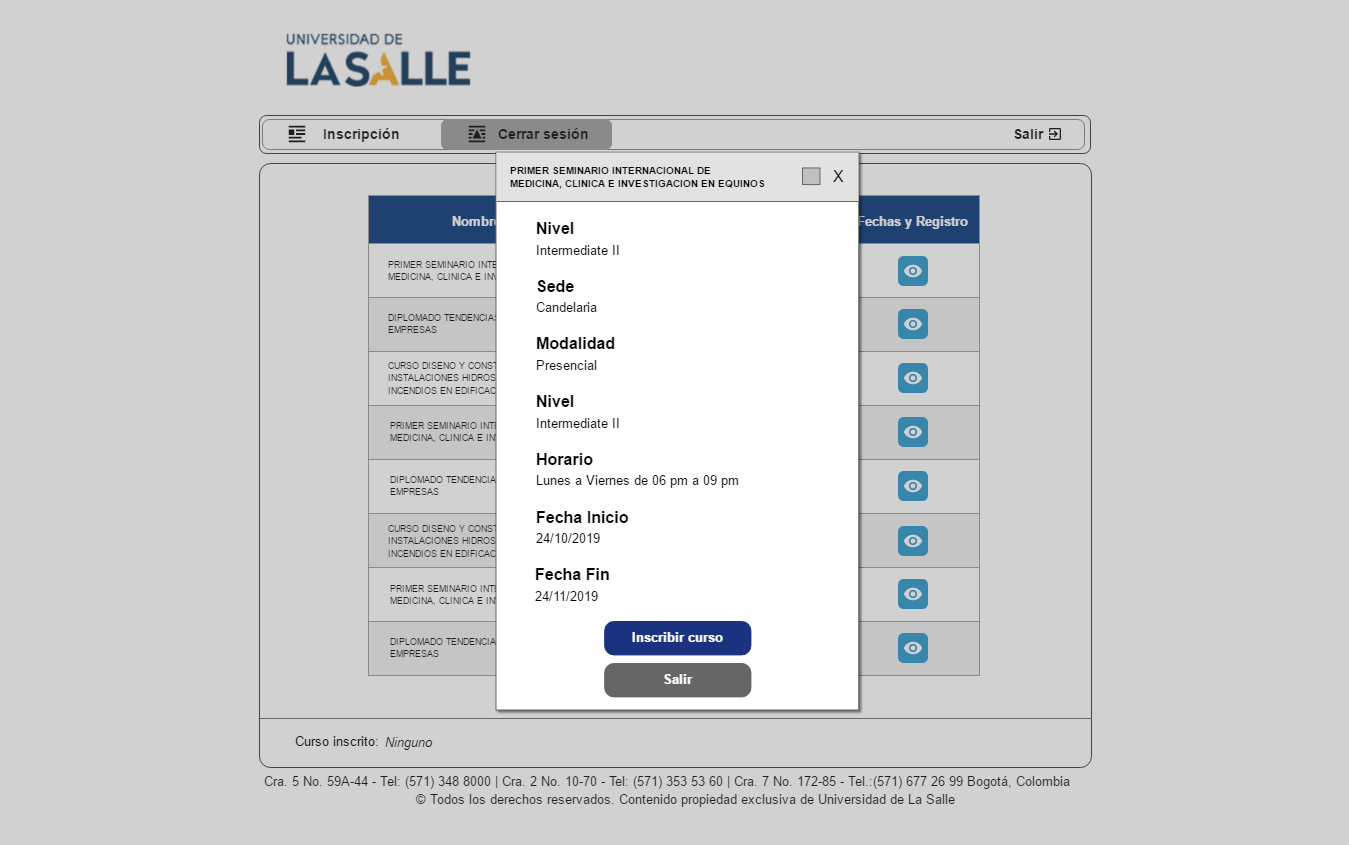 UNIVERSIDAD DE
LASALLE
Inscripción
Cerrar sesión
Salir
PRIMER SEMINARIO INTERNACIONAL DE
MEDICINA, CLINICA E INVESTIGACION EN EQUINOS
X
Nivel
Intermediate II
Sede
Candelaria
Modalidad
Presencial
Nivel
Intermediate II
Horario
Lunes a Viernes de 06 pm a 09 pm
Fecha Inicio
24/10/2019
Fecha Fin
24/11/2019
Inscribir curso
Salir
Nombre
Fechas y Registro
PRIMER SEMINARIO INTE
MEDICINA, CLINICA E INV
DIPLOMADO TENDENCIAS
EMPRESAS
CURSO DISENO Y CONST
INSTALACIONES HIDROS
INCENDIOS EN EDIFICAC
PRIMER SEMINARIO INTE
MEDICINA, CLINICA E IN
DIPLOMADO TENDENCIA
EMPRESAS
CURSO DISENO Y CONST
INSTALACIONES HIDROS
INCENDIOS EN EDIFICAC
PRIMER SEMINARIO INTE
MEDICINA, CLINICA E IN
DIPLOMADO TENDENCIA
EMPRESAS
Curso inscrito: Ninguno
Cra. 5 No. 59A-44 - Tel: (571) 348 8000 | Cra. 2 No. 10-70 - Tel: (571) 353 53 60 | Cra. 7 No. 172-85 - Tel.:(571) 677 26 99 Bogotá, Colombia
© Todos los derechos reservados. Contenido propiedad exclusiva de Universidad de La Salle